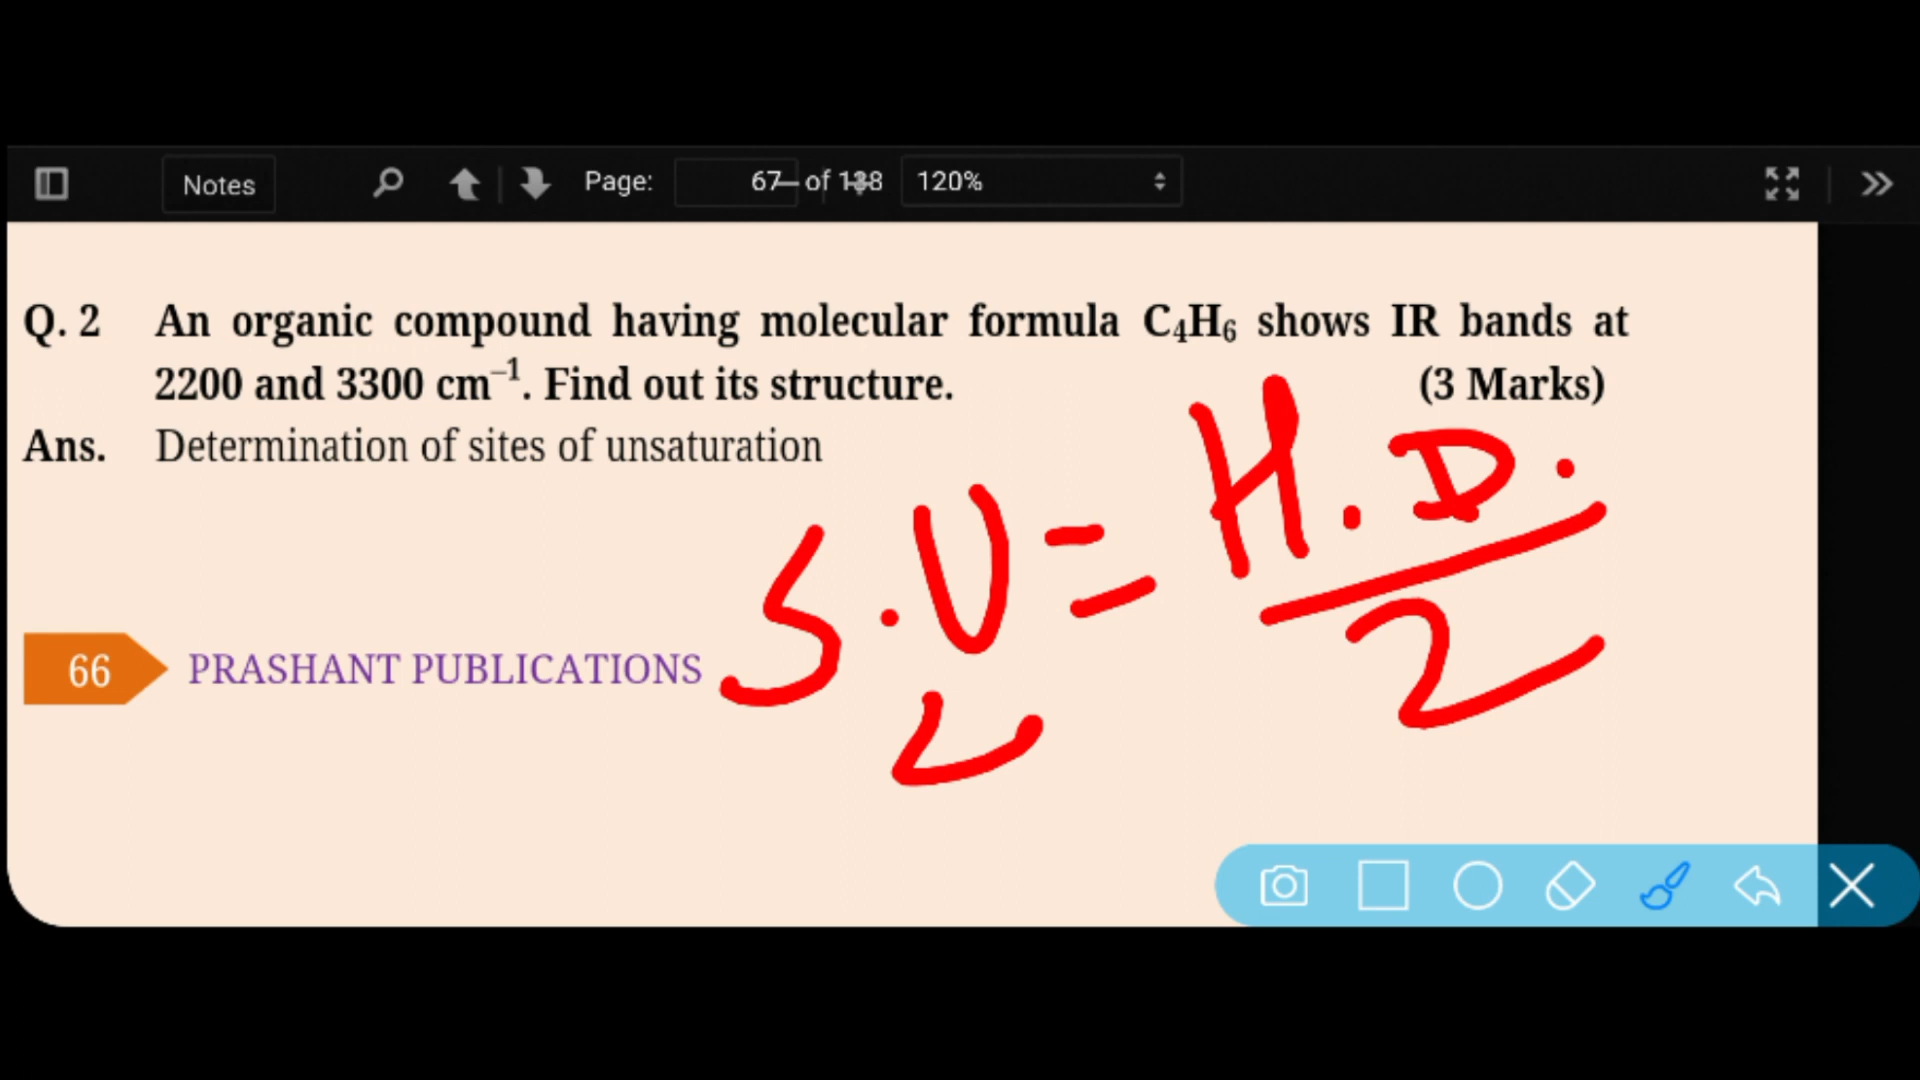 Notes Page: 67 of 138 120%
Q. 2 An organic compound having molecular formula C₄H₆ shows IR bands at
2200 and 3300 cm⁻¹. Find out its structure. (3 Marks)
Ans. Determination of sites of unsaturation
S.U = H.D.
2
66 PRASHANT PUBLICATIONS
2